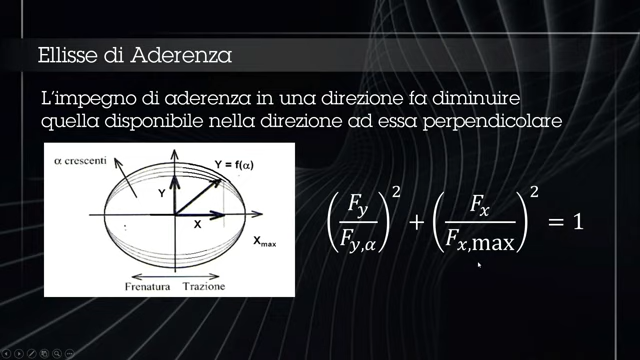 Ellisse di Aderenza
L'impegno di aderenza in una direzione fa diminuire
quella disponibile nella direzione ad essa perpendicolare
α crescenti
Y = f(α)
Y
X
Xmax
Frenatura Trazione
(Fy / Fy,α)² + (Fx / Fx,max)² = 1